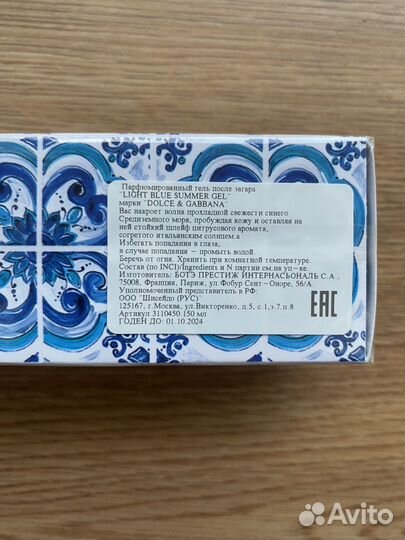 Парфюмированный гель после загара
"LIGHT BLUE SUMMER GEL"
марки "DOLCE & GABBANA"
Вас накроет волна прохладной свежести синего
Средиземного моря, пробуждая кожу и оставляя на
ней стойкий шлейф цитрусового аромата,
согретого итальянским солнцем.а
Избегать попадания в глаза,
в случае попадания – промыть водой.
Беречь от огня. Хранить при комнатной температуре.
Состав (по INCI)/Ingredients и N партии см.на уп-ке.
Изготовитель: БОТЭ ПРЕСТИЖ ИНТЕРНАСЬОНАЛЬ С.А.,
75008, Франция, Париж, ул.Фобур Сент-Оноре, 56/А.
Уполномоченный представитель в РФ:
ООО "Шисейдо (РУС)"
125167, г.Москва, ул.Викторенко, д.5, с.1,э.7,п.8
Артикул 3110450:150 мл
ГОДЕН ДО: 01.10.2024
EAC
Avito